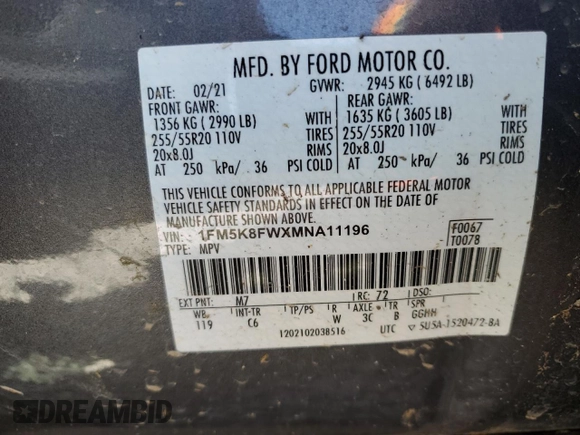 MFD. BY FORD MOTOR CO.
DATE: 02/21 GVWR: 2945 KG ( 6492 LB)
FRONT GAWR: REAR GAWR:
1356 KG ( 2990 LB) WITH 1635 KG ( 3605 LB) WITH
255/55R20 110V TIRES 255/55R20 110V TIRES
20x8.0J RIMS 20x8.0J RIMS
AT 250 kPa/ 36 PSI COLD AT 250 kPa/ 36 PSI COLD
THIS VEHICLE CONFORMS TO ALL APPLICABLE FEDERAL MOTOR
VEHICLE SAFETY STANDARDS IN EFFECT ON THE DATE OF
MANUFACTURE SHOWN ABOVE.
VIN: 1FM5K8FWXMNA11196 F0067
TYPE: MPV T0078
EXT PNT: M7 RC: 72
WB INT-TR TP/PS R AXLE TR SPR
119 C6 W 3C B GGHH
1202102038516 UTC SUSA-1520472-BA
DREAMCID.COM